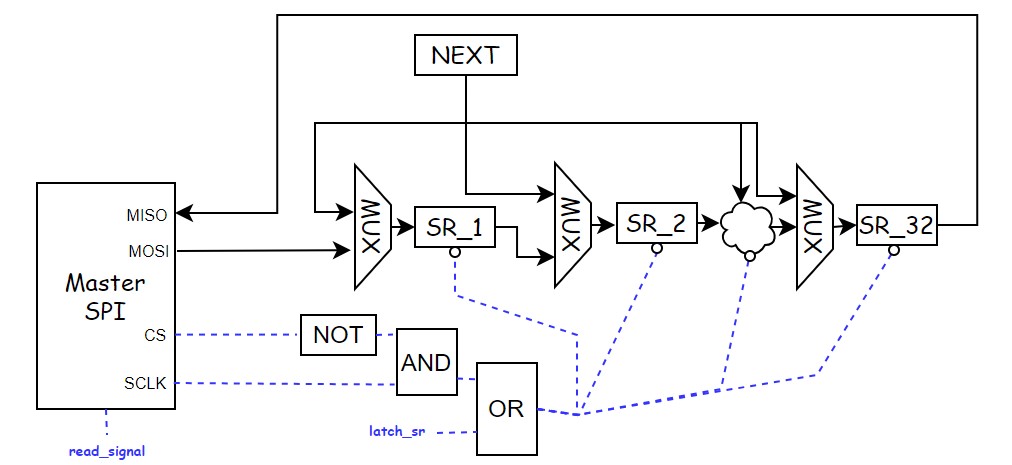 NEXT
MUX
MUX
MUX
SR_1
SR_2
SR_32
MISO
MOSI
Master
SPI
CS
NOT
SCLK
AND
OR
latch_sr
read_signal